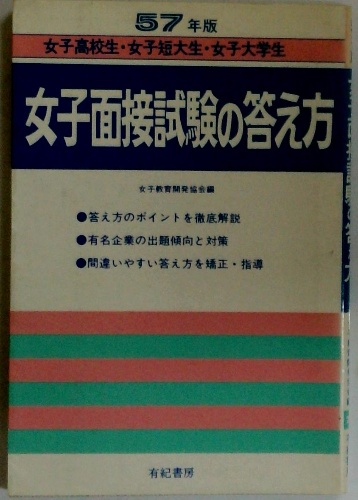 57年版
女子高校生・女子短大生・女子大学生
女子面接試験の答え方
女子教育開発協会編
●答え方のポイントを徹底解説
●有名企業の出題傾向と対策
●間違いやすい答え方を矯正・指導
有紀書房